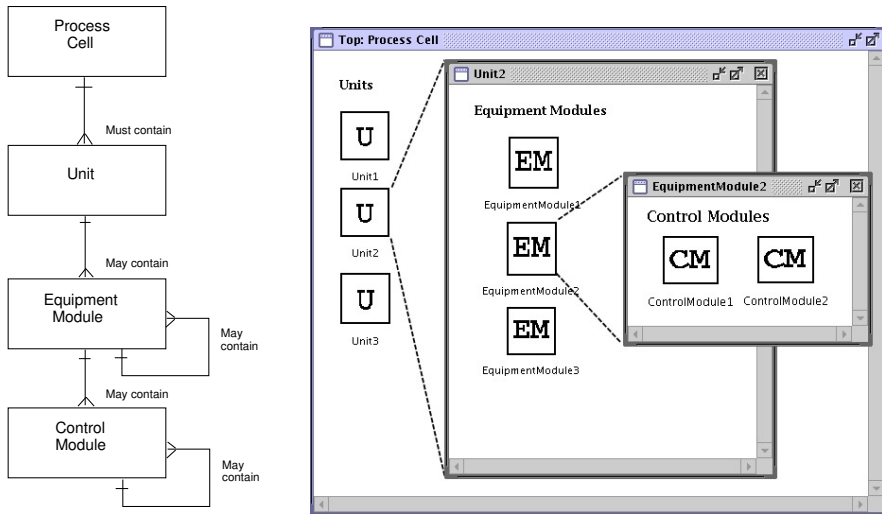 Process
Cell
Must contain
Unit
May contain
Equipment
Module
May
contain
May contain
Control
Module
May
contain
Top: Process Cell
Units
U
Unit1
U
Unit2
U
Unit3
Unit2
Equipment Modules
EM
EquipmentModule1
EM
EquipmentModule2
EM
EquipmentModule3
EquipmentModule2
Control Modules
CM
CM
ControlModule1
ControlModule2